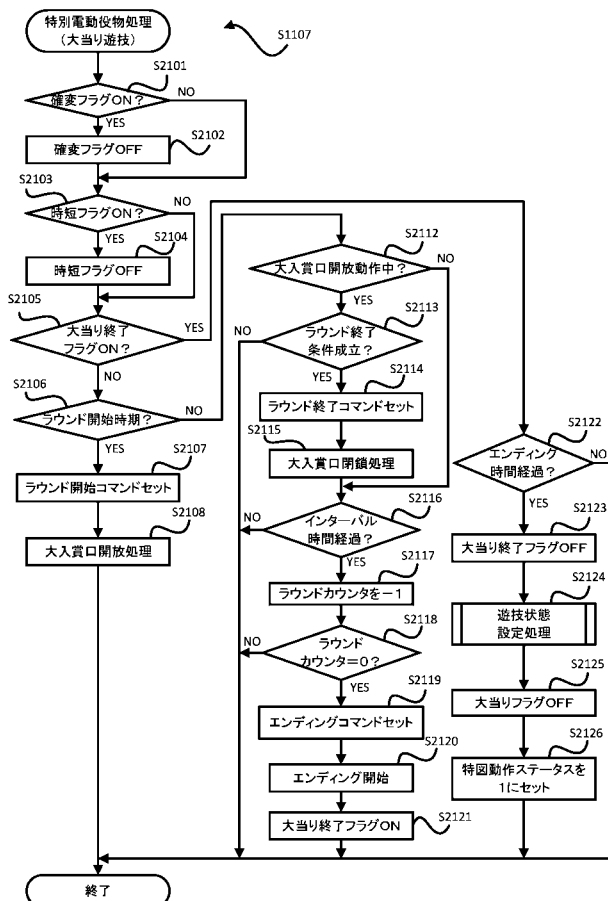 特別電動役物処理
(大当り遊技)
S1107
S2101
確変フラグON?
NO
YES
S2102
確変フラグOFF
S2103
時短フラグON?
NO
YES
S2104
時短フラグOFF
S2105
大当り終了
フラグON?
YES
NO
S2106
ラウンド開始時期?
NO
YES
S2107
ラウンド開始コマンドセット
S2108
大入賞口開放処理
S2112
大入賞口開放動作中?
NO
YES
S2113
ラウンド終了
条件成立?
NO
YES
S2114
ラウンド終了コマンドセット
S2115
大入賞口閉鎖処理
S2116
インターバル
時間経過?
NO
YES
S2117
ラウンドカウンタを-1
S2118
ラウンド
カウンタ=0?
NO
YES
S2119
エンディングコマンドセット
S2120
エンディング開始
S2121
大当り終了フラグON
S2122
エンディング
時間経過?
NO
YES
S2123
大当り終了フラグOFF
S2124
遊技状態
設定処理
S2125
大当りフラグOFF
S2126
特図動作ステータスを
1にセット
終了